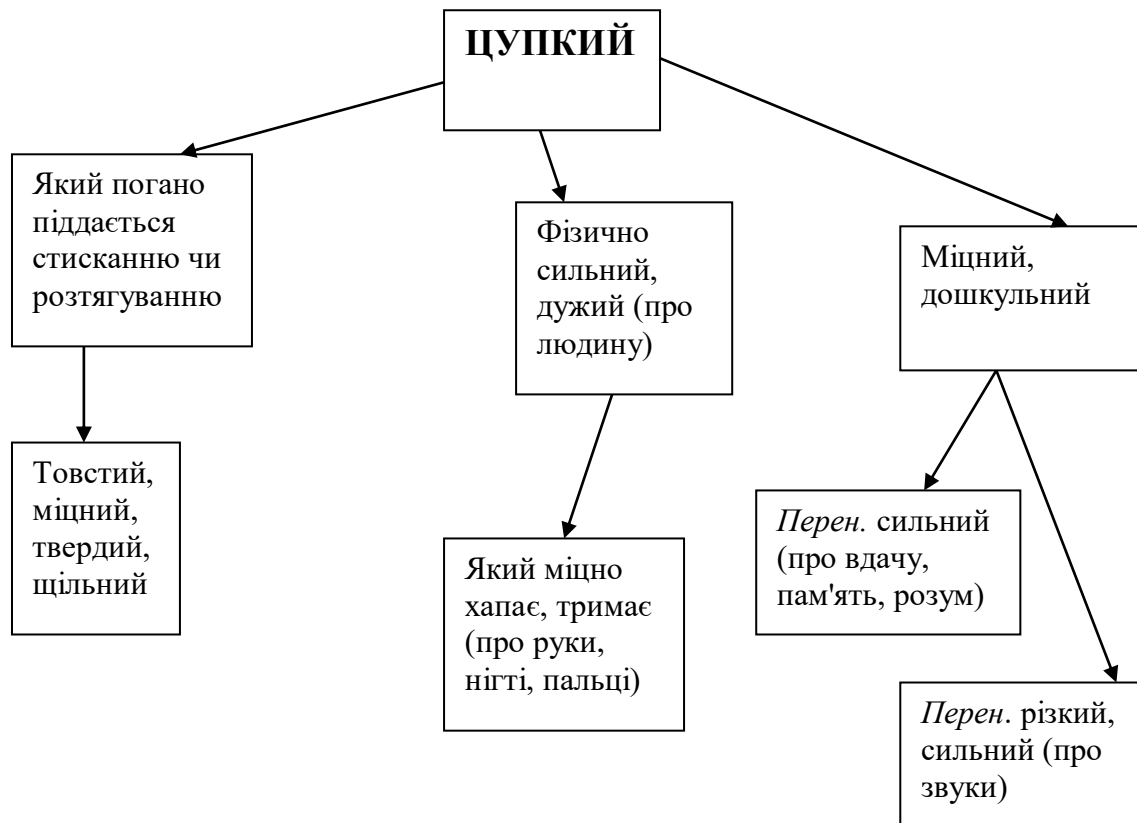 ЦУПКИЙ
Який погано
піддається
стисканню чи
розтягуванню
Фізично
сильний,
дужий (про
людину)
Міцний,
дошкульний
Товстий,
міцний,
твердий,
щільний
Який міцно
хапає, тримає
(про руки,
нігті, пальці)
Перен. сильний
(про вдачу,
пам'ять, розум)
Перен. різкий,
сильний (про
звуки)